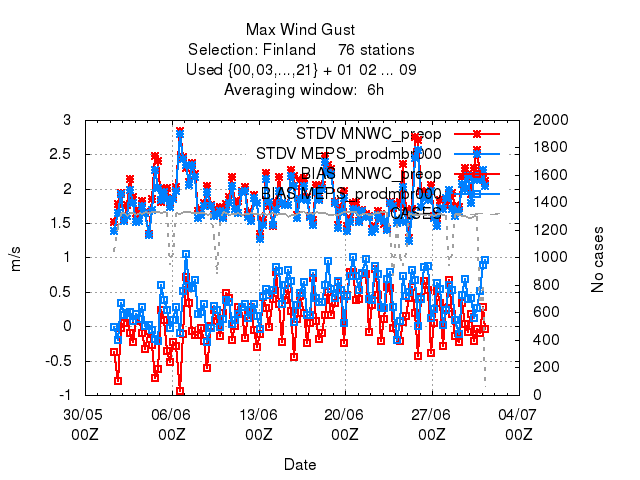 Max Wind Gust
Selection: Finland 76 stations
Used {00,03,...,21} + 01 02 ... 09
Averaging window: 6h
STDV MNWC_preop
STDV MEPS_prodmbr000
BIAS MNWC_preop
BIAS MEPS_prodmbr000
CASES
3
2.5
2
1.5
1
0.5
0
-0.5
-1
m/s
2000
1800
1600
1400
1200
1000
800
600
400
200
0
No cases
30/05 06/06 13/06 20/06 27/06 04/07
00Z 00Z 00Z 00Z 00Z 00Z
Date